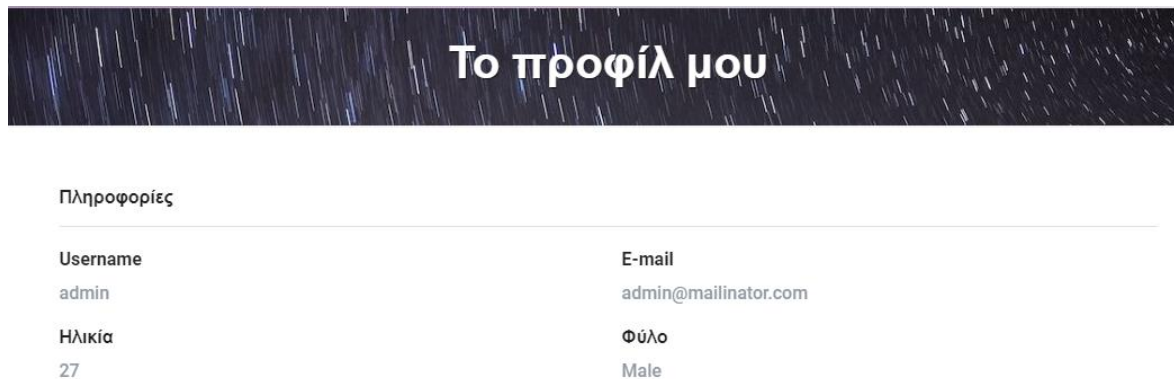 Το προφίλ μου
Πληροφορίες
Username
E-mail
admin
admin@mailinator.com
Ηλικία
Φύλο
27
Male